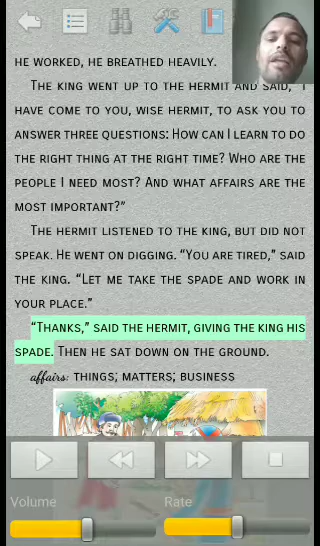 HE WORKED, HE BREATHED HEAVILY.
THE KING WENT UP TO THE HERMIT AND SAID, "I
HAVE COME TO YOU, WISE HERMIT, TO ASK YOU TO
ANSWER THREE QUESTIONS: HOW CAN I LEARN TO DO
THE RIGHT THING AT THE RIGHT TIME? WHO ARE THE
PEOPLE I NEED MOST? AND WHAT AFFAIRS ARE THE
MOST IMPORTANT?"
THE HERMIT LISTENED TO THE KING, BUT DID NOT
SPEAK. HE WENT ON DIGGING. "YOU ARE TIRED," SAID
THE KING. "LET ME TAKE THE SPADE AND WORK IN
YOUR PLACE."
"THANKS," SAID THE HERMIT, GIVING THE KING HIS
SPADE. THEN HE SAT DOWN ON THE GROUND.
affairs: THINGS; MATTERS; BUSINESS
Volume
Rate